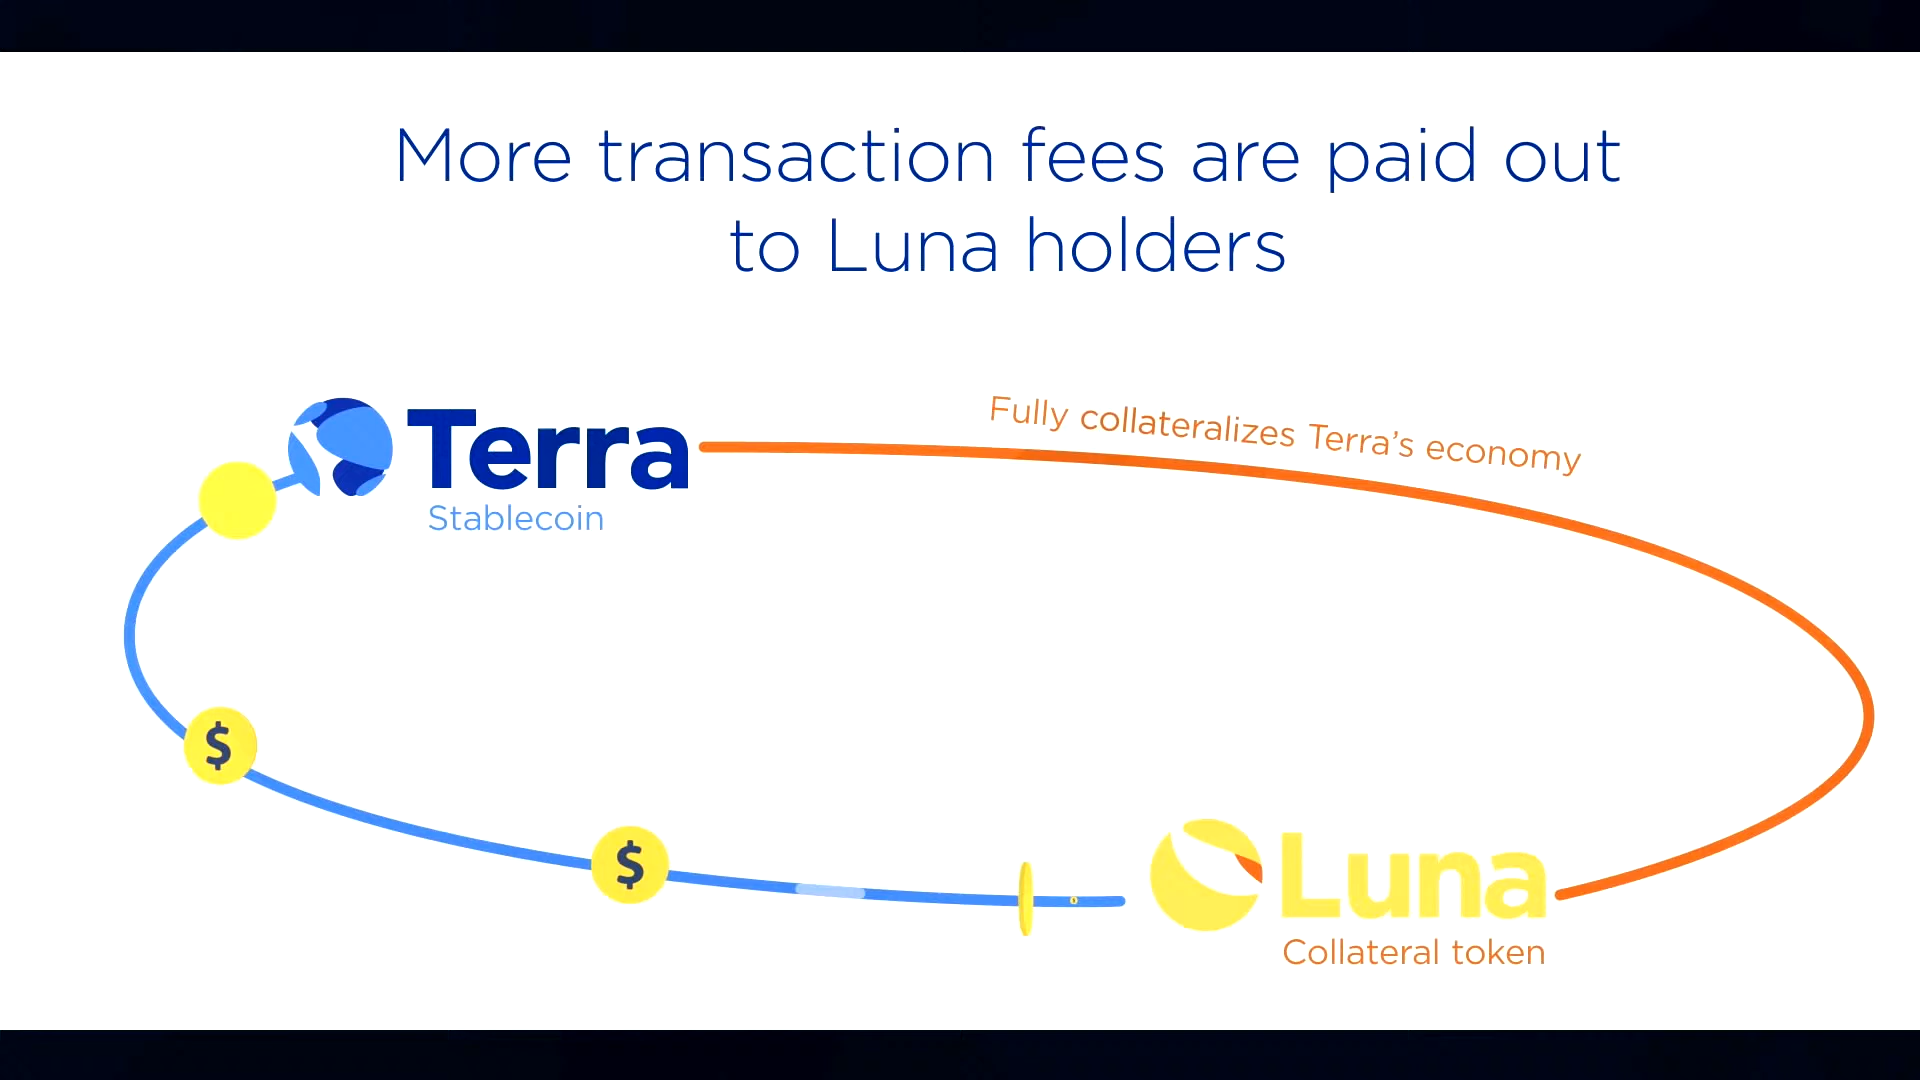 More transaction fees are paid out
to Luna holders
Fully collateralizes Terra's economy
Terra
Stablecoin
$
$
Luna
Collateral token